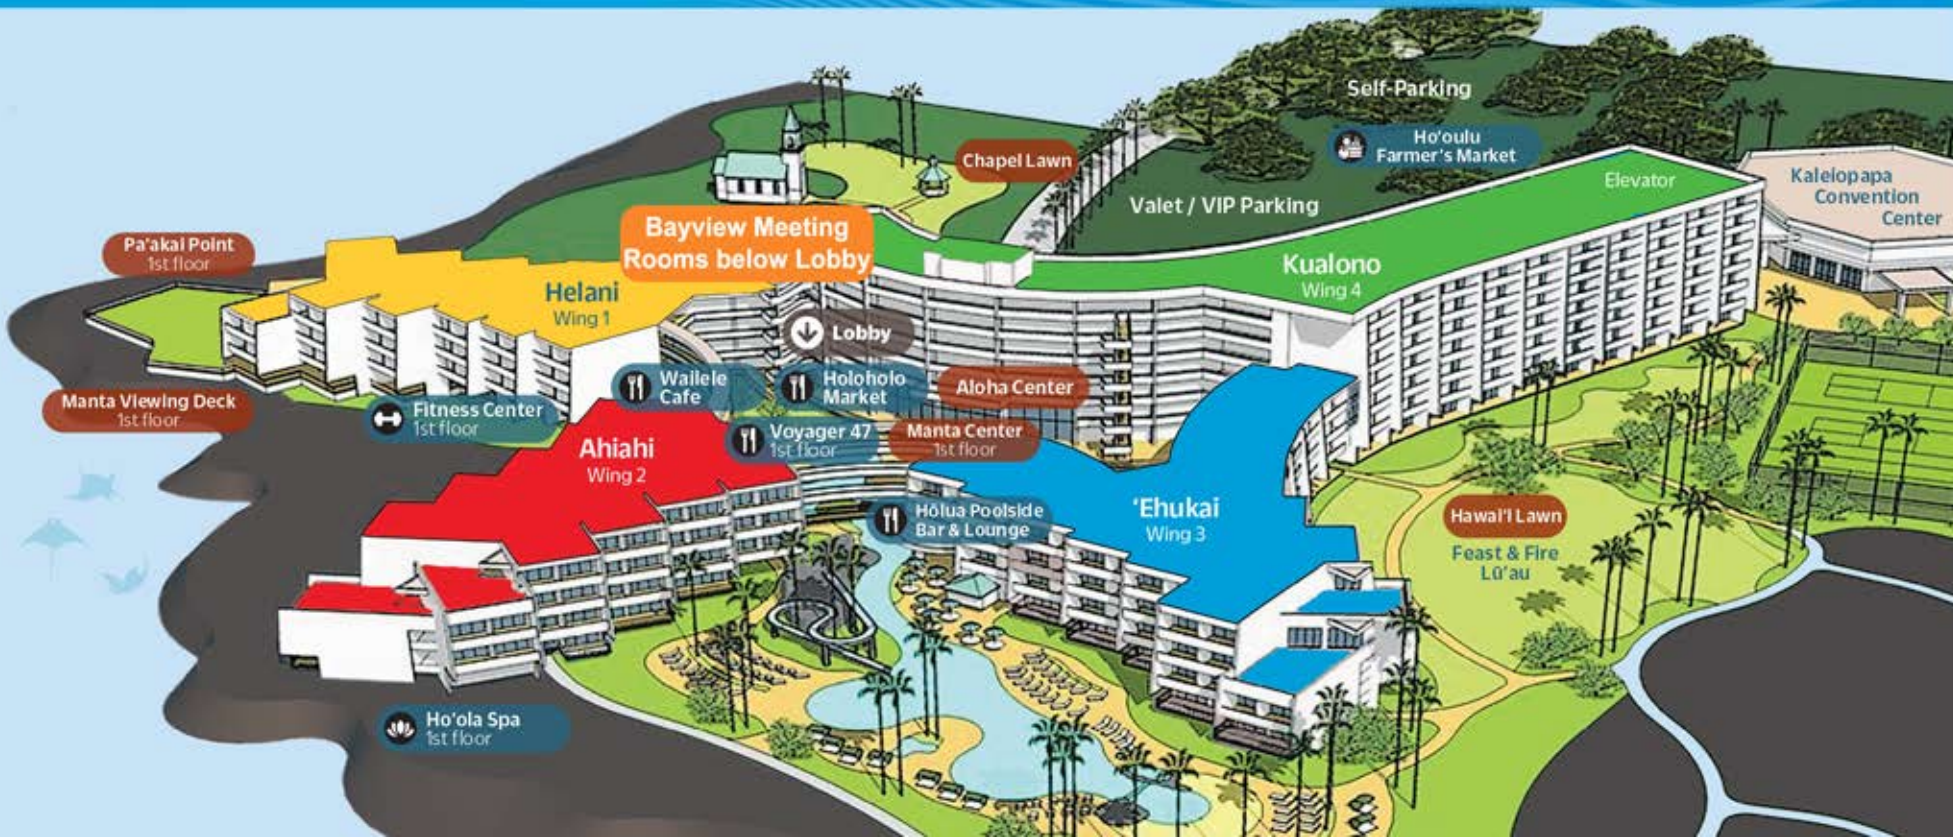 Self-Parking
Ho'oulu
Farmer's Market
Chapel Lawn
Elevator
Kaleiopapa
Convention
Center
Valet / VIP Parking
Bayview Meeting
Rooms below Lobby
Pa'akai Point
1st floor
Kualono
Wing 4
Helani
Wing 1
Lobby
Wailele
Cafe
Holoholo
Market
Aloha Center
Manta Viewing Deck
1st floor
Fitness Center
1st floor
Voyager 47
1st floor
Manta Center
1st floor
Ahiahi
Wing 2
Hōlua Poolside
Bar & Lounge
'Ehukai
Wing 3
Hawai'i Lawn
Feast & Fire
Lū'au
Ho'ola Spa
1st floor